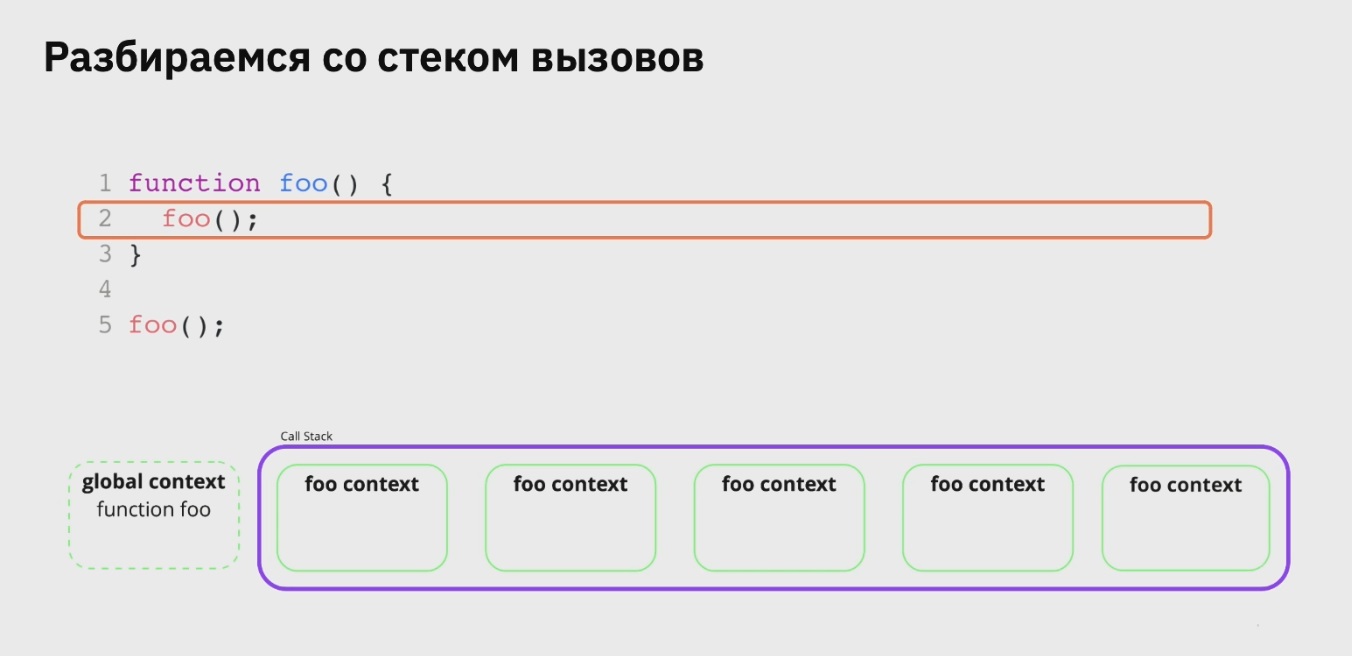 Разбираемся со стеком вызовов
1 function foo() {
2 foo();
3 }
4
5 foo();
Call Stack
global context
function foo
foo context
foo context
foo context
foo context
foo context